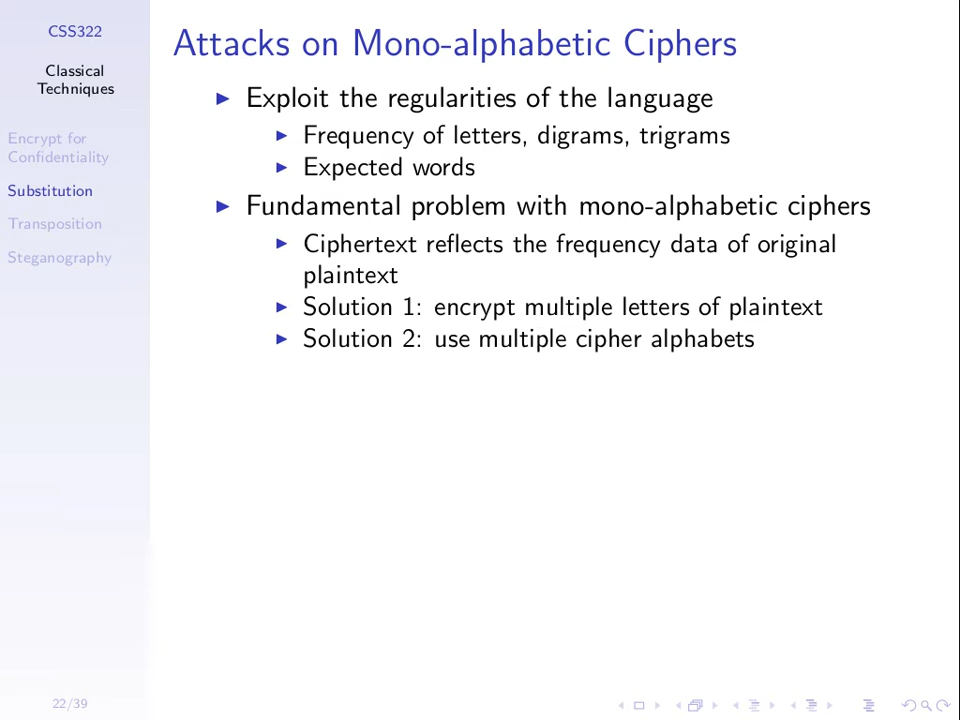 CSS322
Classical
Techniques
Encrypt for
Confidentiality
Substitution
Transposition
Steganography
22/39
Attacks on Mono-alphabetic Ciphers
Exploit the regularities of the language
Frequency of letters, digrams, trigrams
Expected words
Fundamental problem with mono-alphabetic ciphers
Ciphertext reflects the frequency data of original
plaintext
Solution 1: encrypt multiple letters of plaintext
Solution 2: use multiple cipher alphabets